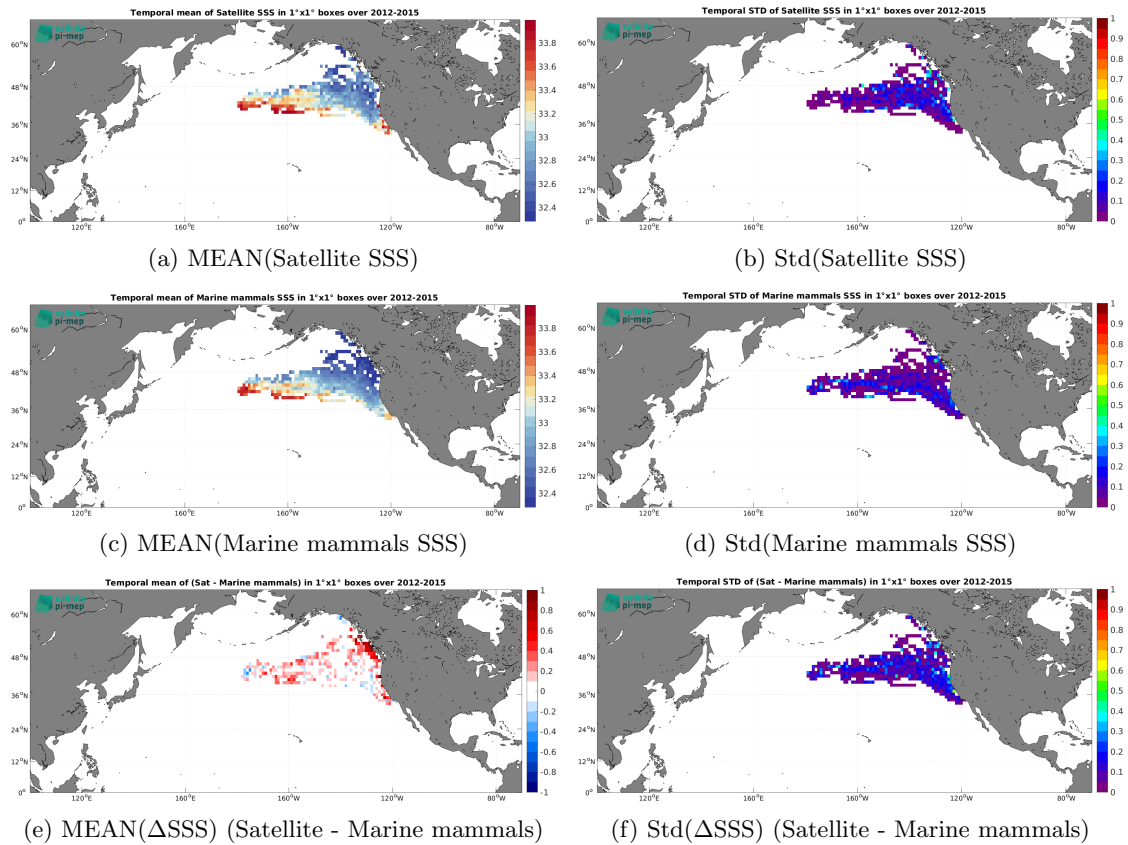 Temporal mean of Satellite SSS in 1°x1° boxes over 2012-2015
salinity
pi-mep
60°N
48°N
36°N
24°N
12°N
0°
120°E
160°E
160°W
120°W
80°W
33.8
33.6
33.4
33.2
33
32.8
32.6
32.4
(a) MEAN(Satellite SSS)
Temporal STD of Satellite SSS in 1°x1° boxes over 2012-2015
salinity
pi-mep
60°N
48°N
36°N
24°N
12°N
0°
120°E
160°E
160°W
120°W
80°W
1
0.9
0.8
0.7
0.6
0.5
0.4
0.3
0.2
0.1
0
(b) Std(Satellite SSS)
Temporal mean of Marine mammals SSS in 1°x1° boxes over 2012-2015
salinity
pi-mep
60°N
48°N
36°N
24°N
12°N
0°
120°E
160°E
160°W
120°W
80°W
33.8
33.6
33.4
33.2
33
32.8
32.6
32.4
(c) MEAN(Marine mammals SSS)
Temporal STD of Marine mammals SSS in 1°x1° boxes over 2012-2015
salinity
pi-mep
60°N
48°N
36°N
24°N
12°N
0°
120°E
160°E
160°W
120°W
80°W
1
0.9
0.8
0.7
0.6
0.5
0.4
0.3
0.2
0.1
0
(d) Std(Marine mammals SSS)
Temporal mean of (Sat - Marine mammals) in 1°x1° boxes over 2012-2015
salinity
pi-mep
60°N
48°N
36°N
24°N
12°N
0°
120°E
160°E
160°W
120°W
80°W
1
0.8
0.6
0.4
0.2
0
-0.2
-0.4
-0.6
-0.8
-1
(e) MEAN(ΔSSS) (Satellite - Marine mammals)
Temporal STD of (Sat - Marine mammals) in 1°x1° boxes over 2012-2015
salinity
pi-mep
60°N
48°N
36°N
24°N
12°N
0°
120°E
160°E
160°W
120°W
80°W
1
0.9
0.8
0.7
0.6
0.5
0.4
0.3
0.2
0.1
0
(f) Std(ΔSSS) (Satellite - Marine mammals)